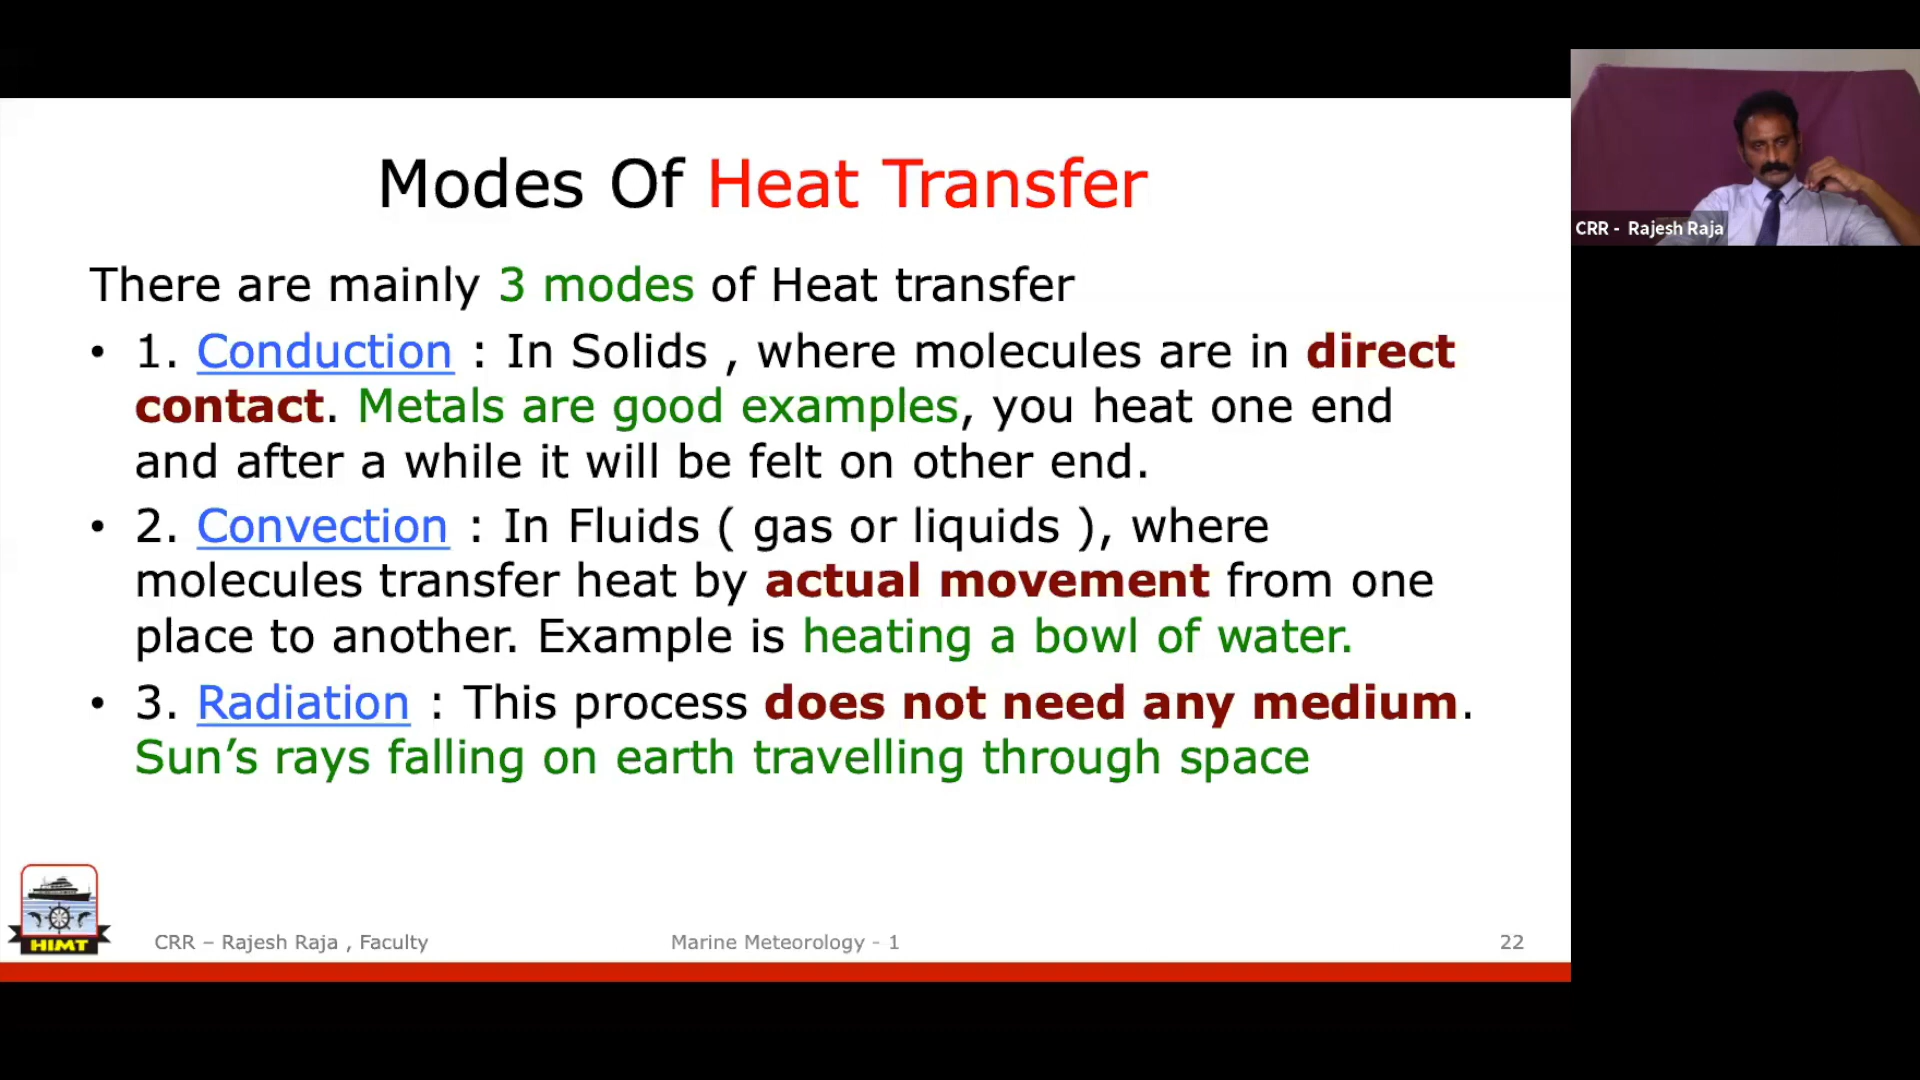 Modes Of Heat Transfer
There are mainly 3 modes of Heat transfer
• 1. Conduction : In Solids , where molecules are in direct
contact. Metals are good examples, you heat one end
and after a while it will be felt on other end.
• 2. Convection : In Fluids ( gas or liquids ), where
molecules transfer heat by actual movement from one
place to another. Example is heating a bowl of water.
• 3. Radiation : This process does not need any medium.
Sun’s rays falling on earth travelling through space
HIMT
CRR – Rajesh Raja , Faculty
Marine Meteorology - 1
22
CRR - Rajesh Raja